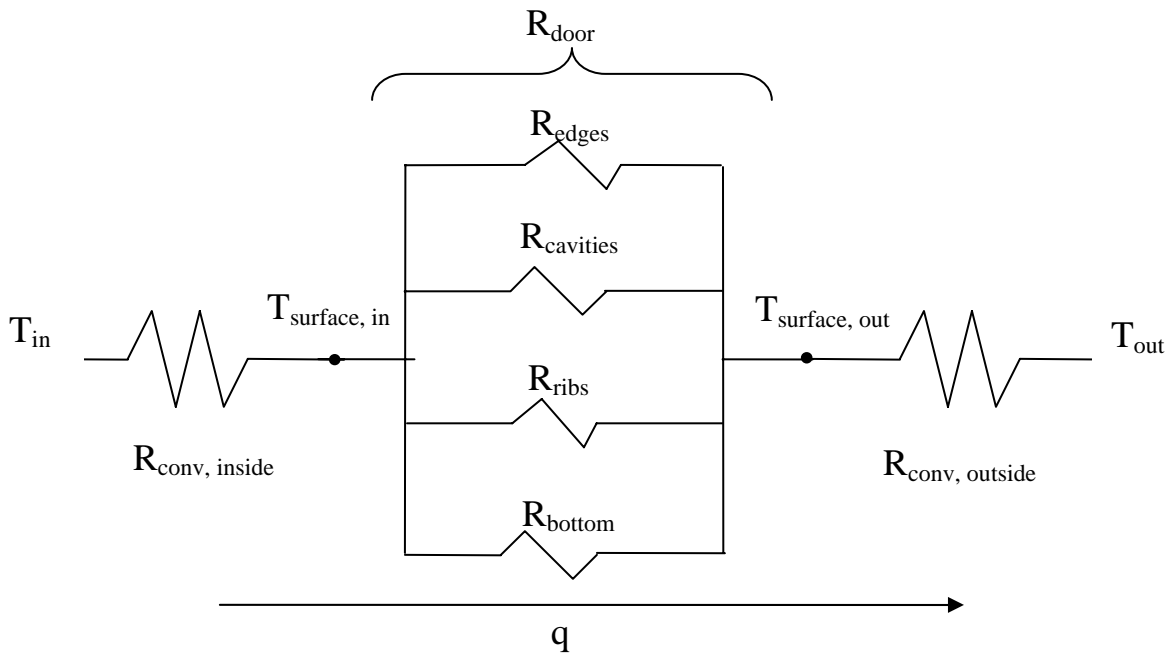 R_door
R_edges
R_cavities
T_surface, in
T_surface, out
T_in
T_out
R_ribs
R_conv, inside
R_conv, outside
R_bottom
q